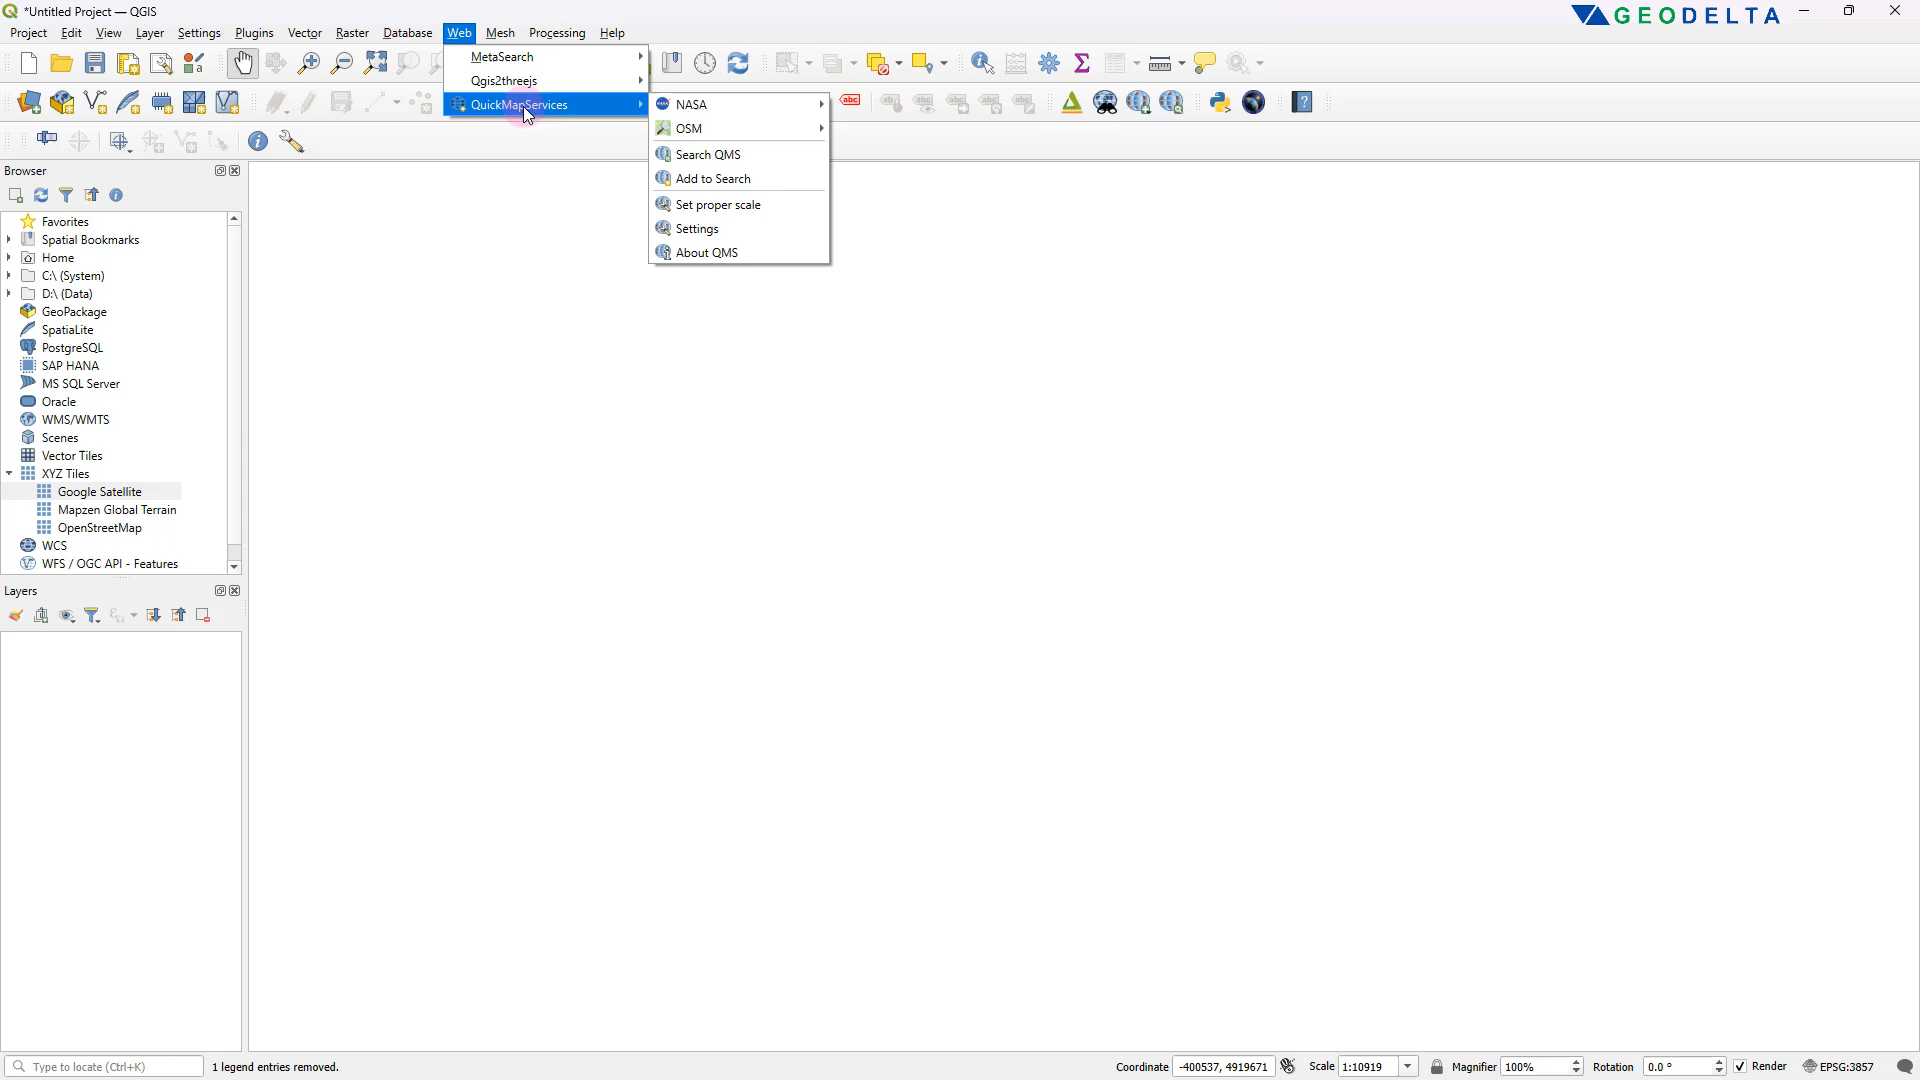 *Untitled Project — QGIS
GEODELTA
Project Edit View Layer Settings Plugins Vector Raster Database Web Mesh Processing Help
MetaSearch
Qgis2threejs
QuickMapServices
NASA
OSM
Search QMS
Add to Search
Set proper scale
Settings
About QMS
abc
Browser
Favorites
Spatial Bookmarks
Home
C:\ (System)
D:\ (Data)
GeoPackage
SpatiaLite
PostgreSQL
SAP HANA
MS SQL Server
Oracle
WMS/WMTS
Scenes
Vector Tiles
XYZ Tiles
Google Satellite
Mapzen Global Terrain
OpenStreetMap
WCS
WFS / OGC API - Features
Layers
Type to locate (Ctrl+K)
1 legend entries removed.
Coordinate -400537, 4919671
Scale 1:10919
Magnifier 100%
Rotation 0.0 °
Render
EPSG:3857